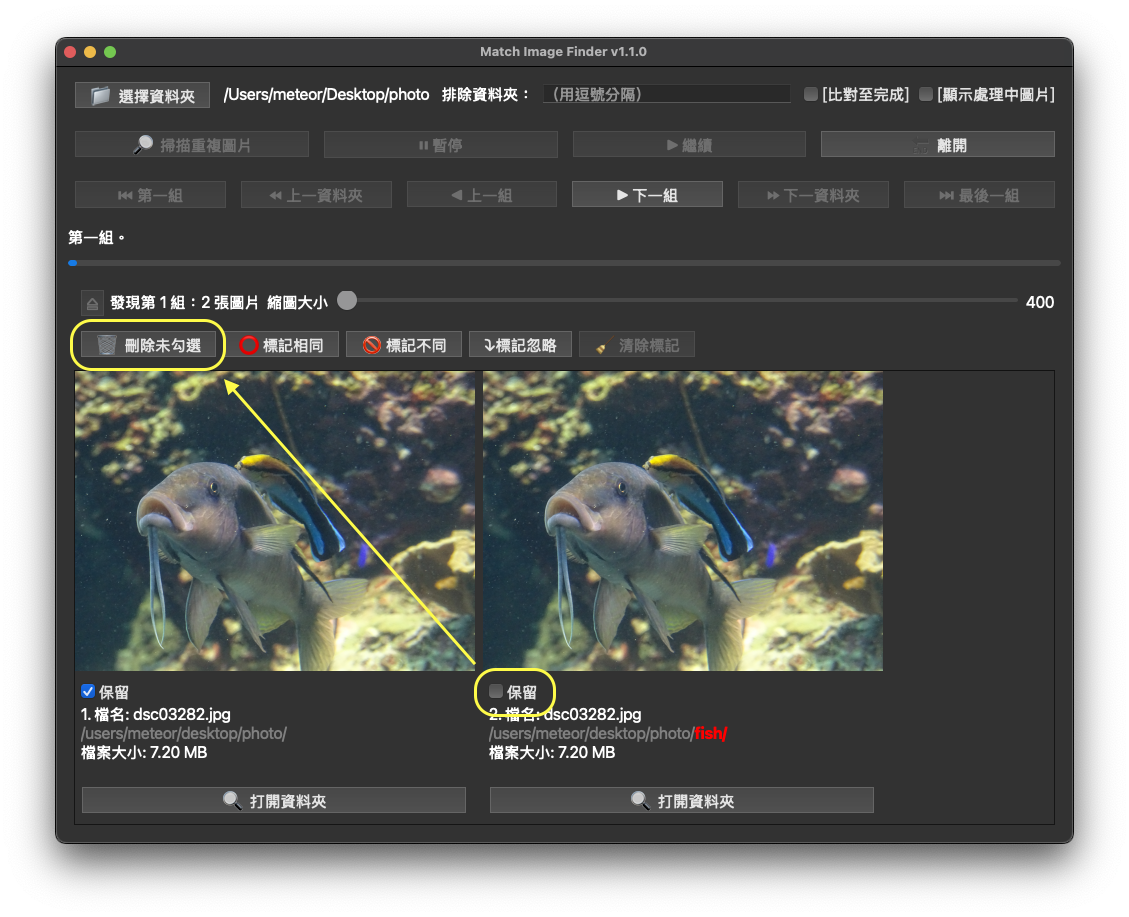 Match Image Finder v1.1.0
選擇資料夾 /Users/meteor/Desktop/photo 排除資料夾： (用逗號分隔) [比對至完成] [顯示處理中圖片]
掃描重複圖片 暫停 繼續 離開
第一組 上一資料夾 上一組 下一組 下一資料夾 最後一組
第一組。
發現第 1 組：2 張圖片 縮圖大小 400
刪除未勾選 標記相同 標記不同 標記忽略 清除標記
保留 保留
1. 檔名: dsc03282.jpg 2. 檔名: dsc03282.jpg
/users/meteor/desktop/photo/ /users/meteor/desktop/photo/fish/
檔案大小: 7.20 MB 檔案大小: 7.20 MB
打開資料夾 打開資料夾